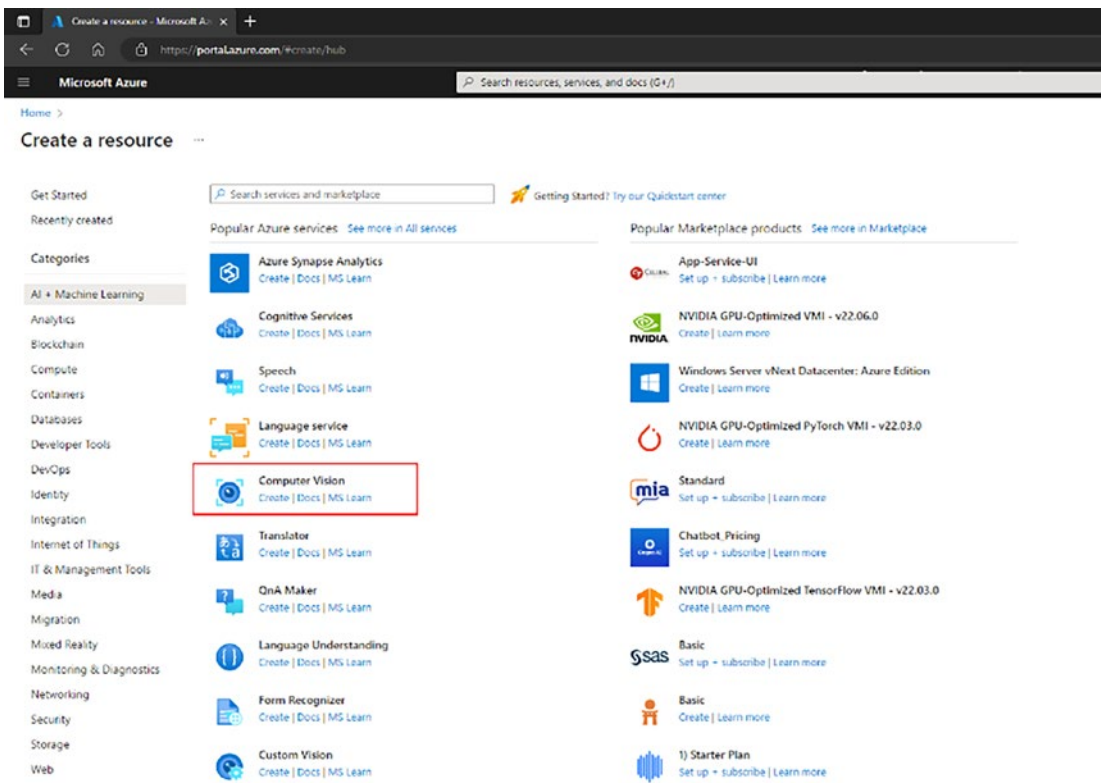 Create a resource - Microsoft Az
https://portal.azure.com/#create/hub
Microsoft Azure
Search resources, services, and docs (G+/)
Home >
Create a resource ...
Get Started
Recently created
Categories
AI + Machine Learning
Analytics
Blockchain
Compute
Containers
Databases
Developer Tools
DevOps
Identity
Integration
Internet of Things
IT & Management Tools
Media
Migration
Mixed Reality
Monitoring & Diagnostics
Networking
Security
Storage
Web
Search services and marketplace
Getting Started? Try our Quickstart center
Popular Azure services See more in All services
Azure Synapse Analytics
Create | Docs | MS Learn
Cognitive Services
Create | Docs | MS Learn
Speech
Create | Docs | MS Learn
Language service
Create | Docs | MS Learn
Computer Vision
Create | Docs | MS Learn
Translator
Create | Docs | MS Learn
QnA Maker
Create | Docs | MS Learn
Language Understanding
Create | Docs | MS Learn
Form Recognizer
Create | Docs | MS Learn
Custom Vision
Create | Docs | MS Learn
Popular Marketplace products See more in Marketplace
App-Service-UI
Set up + subscribe | Learn more
NVIDIA
NVIDIA GPU-Optimized VMI - v22.06.0
Create | Learn more
Windows Server vNext Datacenter: Azure Edition
Create | Learn more
NVIDIA GPU-Optimized PyTorch VMI - v22.03.0
Create | Learn more
mia
Standard
Set up + subscribe | Learn more
Chatbot_Pricing
Set up + subscribe | Learn more
NVIDIA GPU-Optimized TensorFlow VMI - v22.03.0
Create | Learn more
sas
Basic
Set up + subscribe | Learn more
Basic
Create | Learn more
1) Starter Plan
Set up + subscribe | Learn more